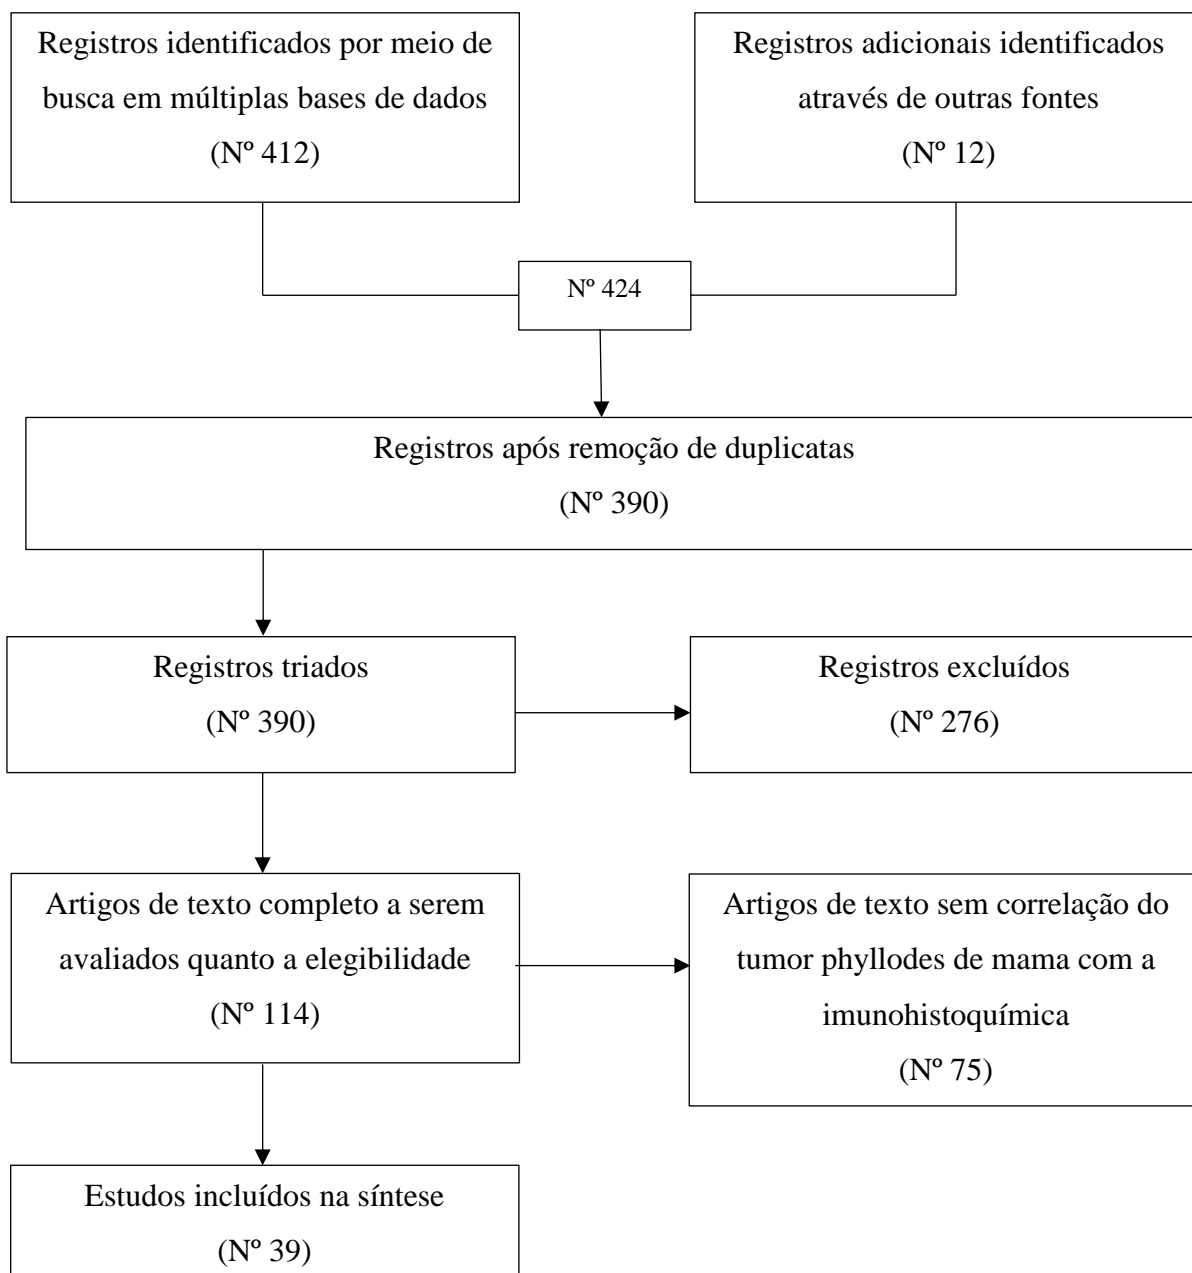 Registros identificados por meio de
busca em múltiplas bases de dados
(Nº 412)
Registros adicionais identificados
através de outras fontes
(Nº 12)
Nº 424
Registros após remoção de duplicatas
(Nº 390)
Registros triados
(Nº 390)
Registros excluídos
(Nº 276)
Artigos de texto completo a serem
avaliados quanto a elegibilidade
(Nº 114)
Artigos de texto sem correlação do
tumor phyllodes de mama com a
imunohistoquímica
(Nº 75)
Estudos incluídos na síntese
(Nº 39)